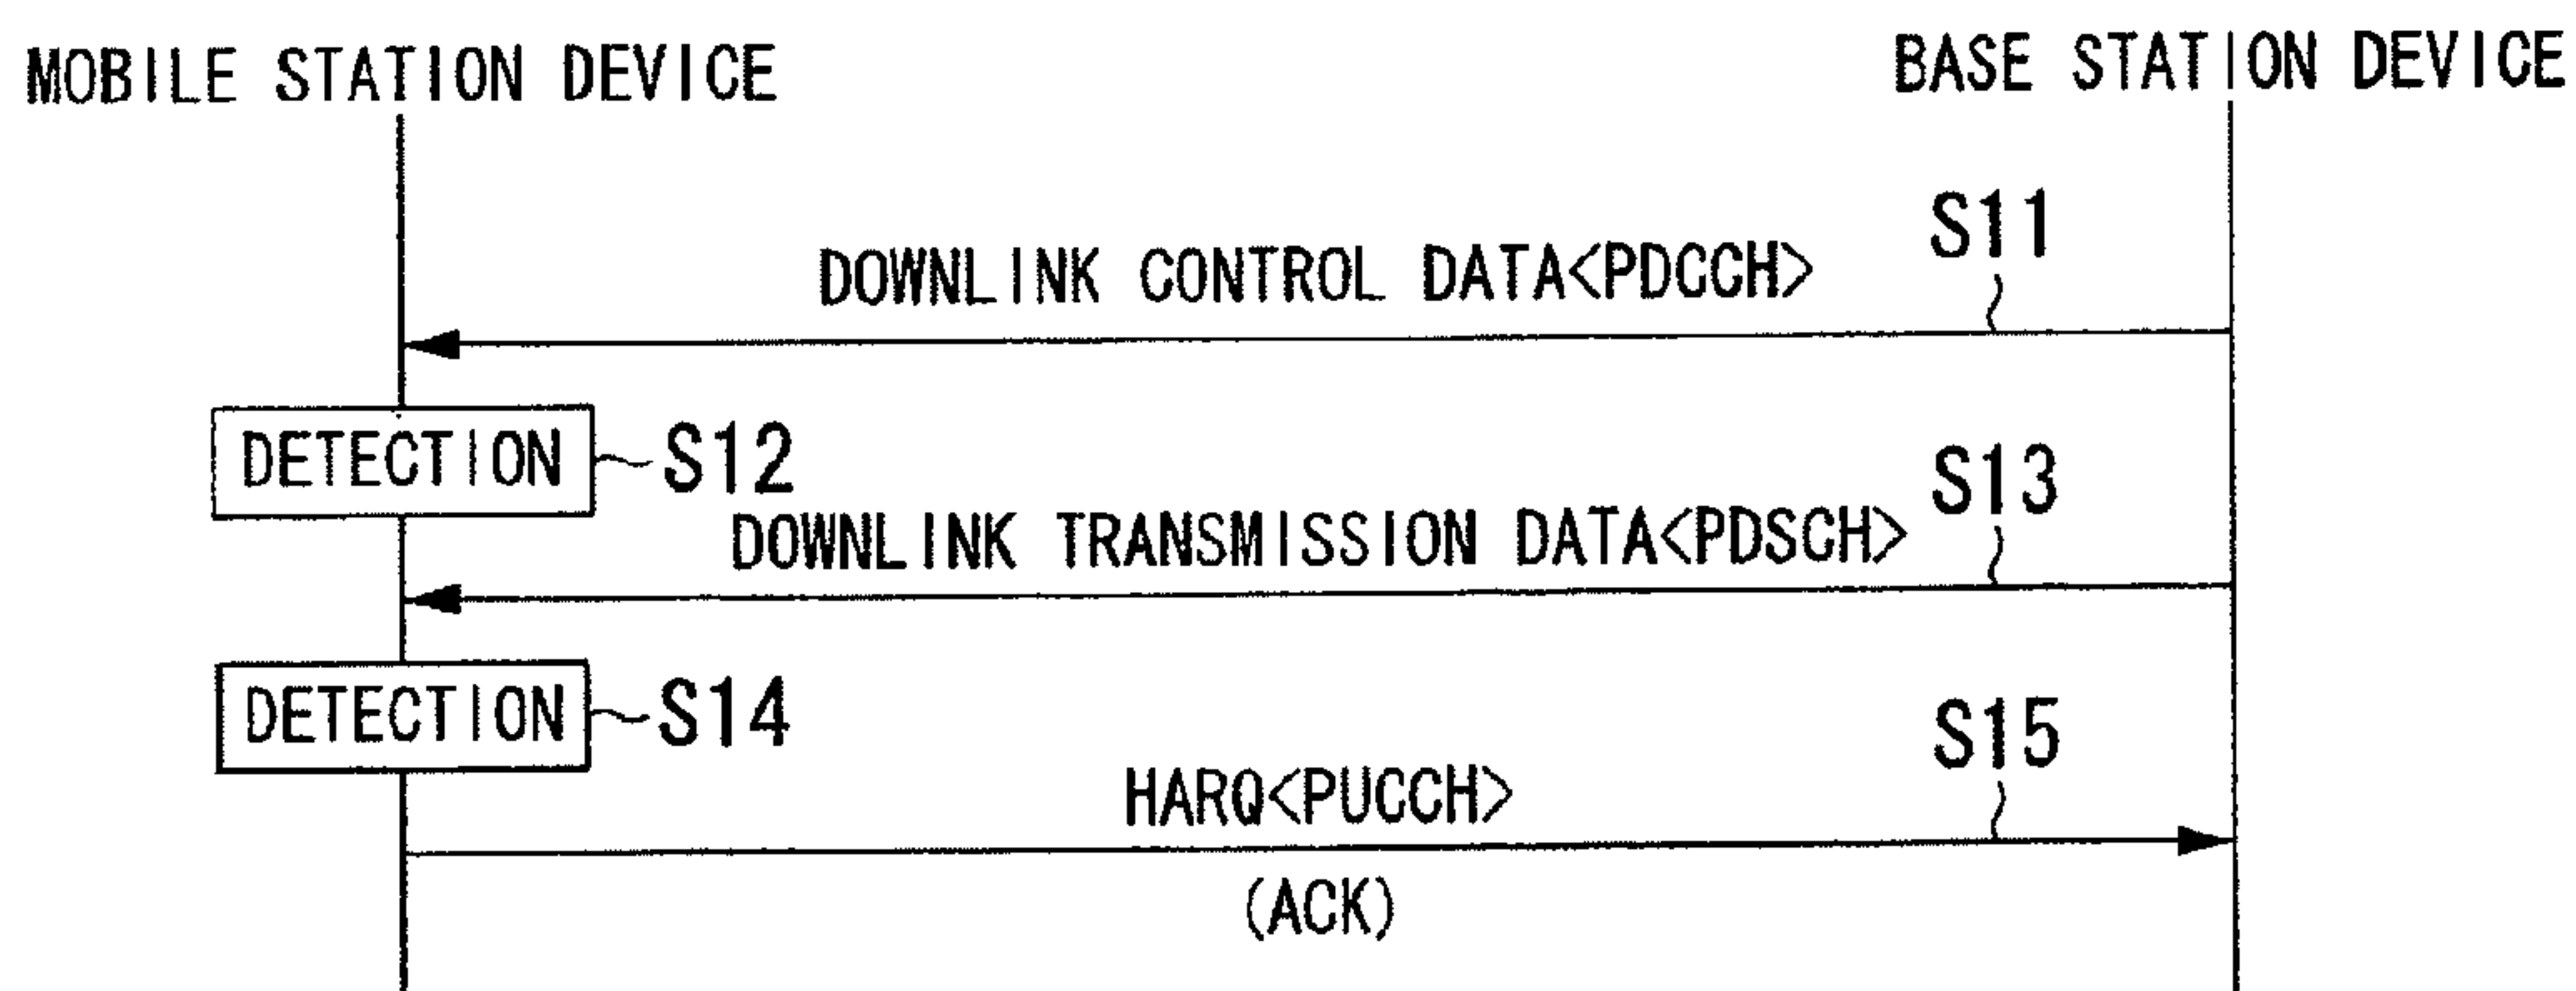 MOBILE STATION DEVICE
BASE STATION DEVICE
S11
DOWNLINK CONTROL DATA<PDCCH>
DETECTION
S12
S13
DOWNLINK TRANSMISSION DATA<PDSCH>
DETECTION
S14
S15
HARQ<PUCCH>
(ACK)